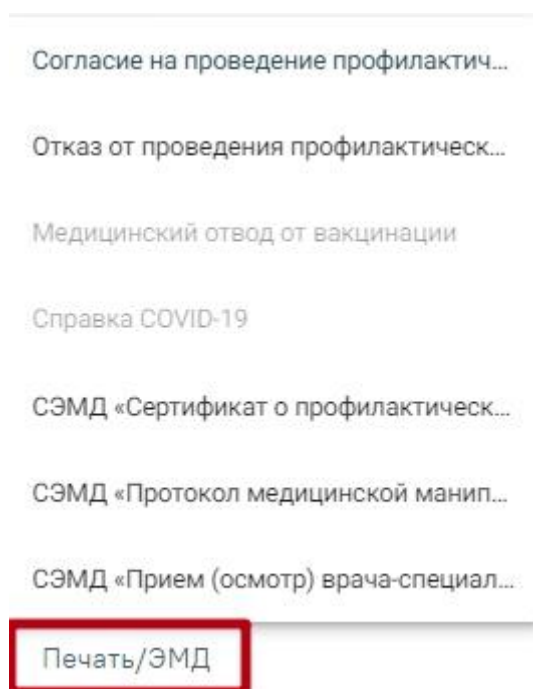 Согласие на проведение профилактич...
Отказ от проведения профилактическ...
Медицинский отвод от вакцинации
Справка COVID-19
СЭМД «Сертификат о профилактическ...
СЭМД «Протокол медицинской манип...
СЭМД «Прием (осмотр) врача-специал...
Печать/ЭМД